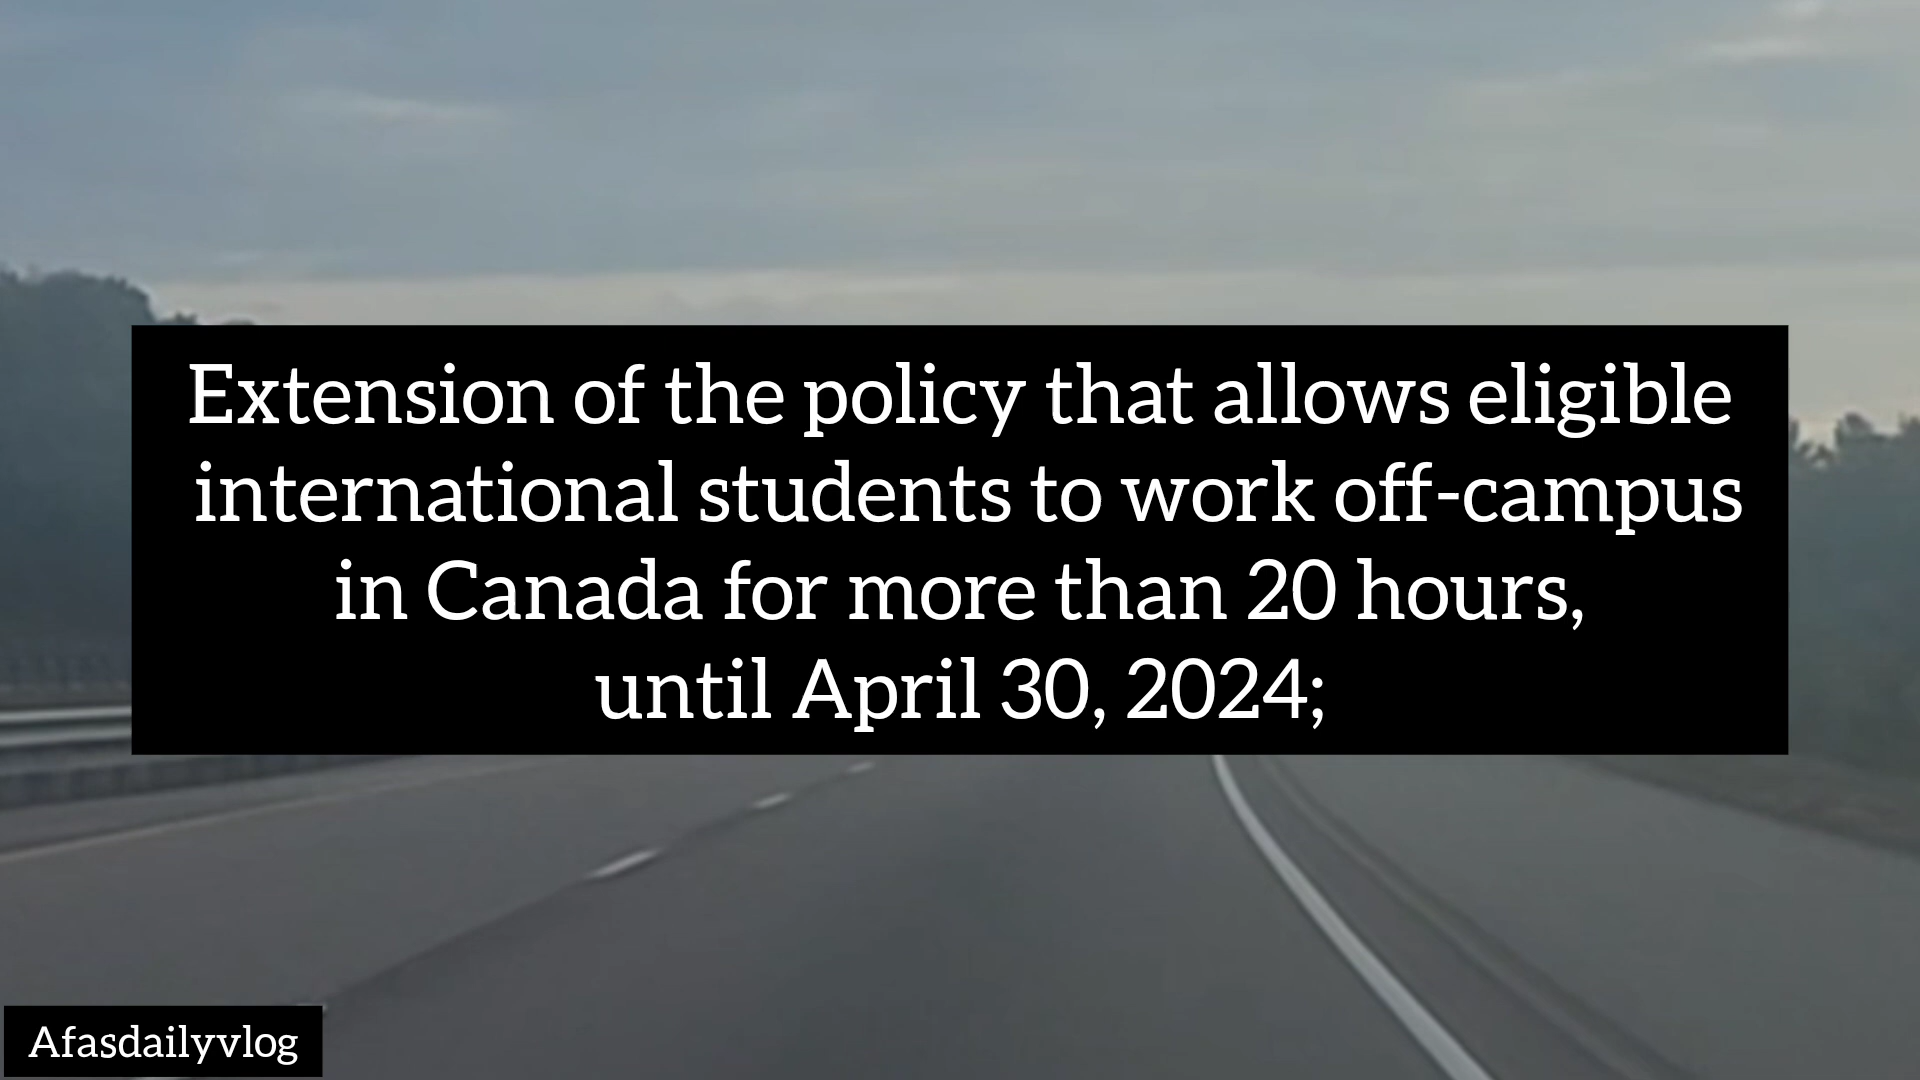 Extension of the policy that allows eligible
international students to work off-campus
in Canada for more than 20 hours,
until April 30, 2024;
Afasdailyvlog